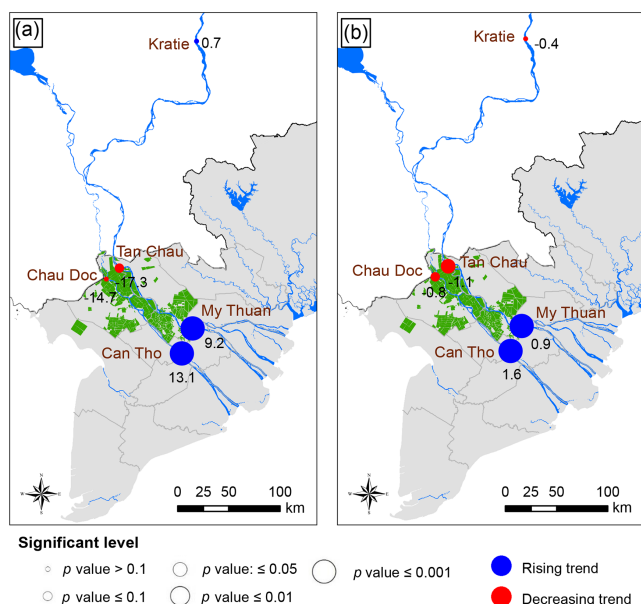 (a)
Kratie
0.7
Tan Chau
Chau Doc
-17.3
-14.7
My Thuan
9.2
Can Tho
13.1
N
W E
S
0 25 50 100
km
(b)
Kratie
-0.4
Tan Chau
Chau Doc
-1.1
-0.8
My Thuan
0.9
Can Tho
1.6
N
W E
S
0 25 50 100
km
Significant level
p value > 0.1
p value: ≤ 0.05
p value ≤ 0.001
Rising trend
p value ≤ 0.1
p value ≤ 0.01
Decreasing trend